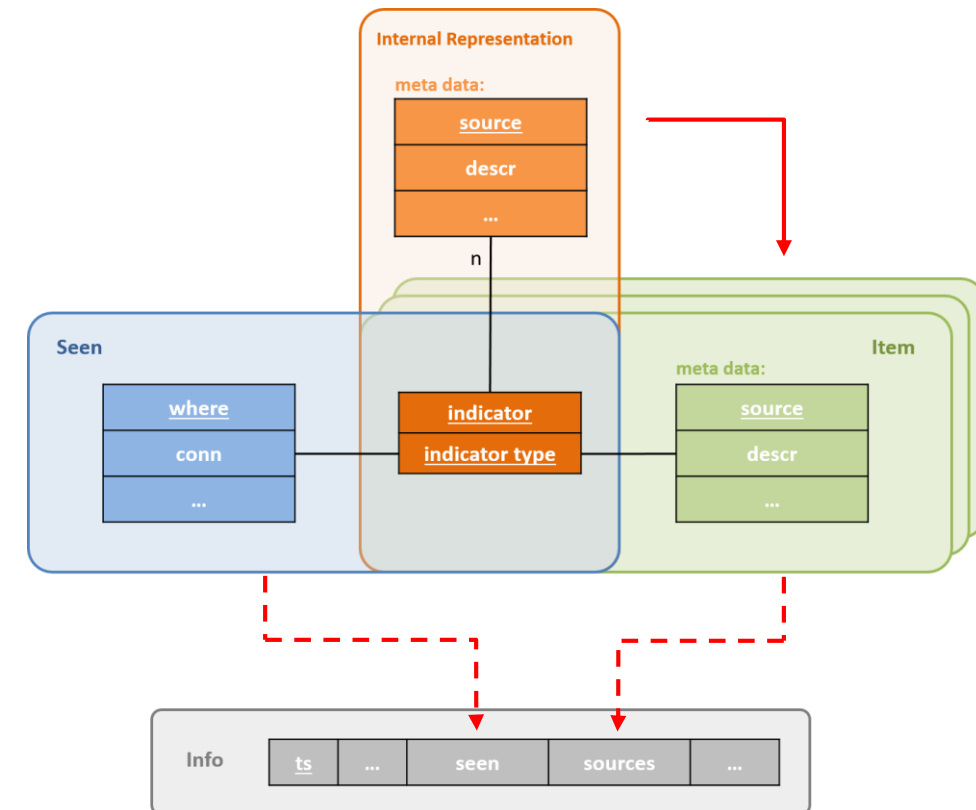 Internal Representation
meta data:
source
descr
...
n
Seen
Item
meta data:
where
conn
...
indicator
indicator type
source
descr
...
Info
ts
...
seen
sources
...